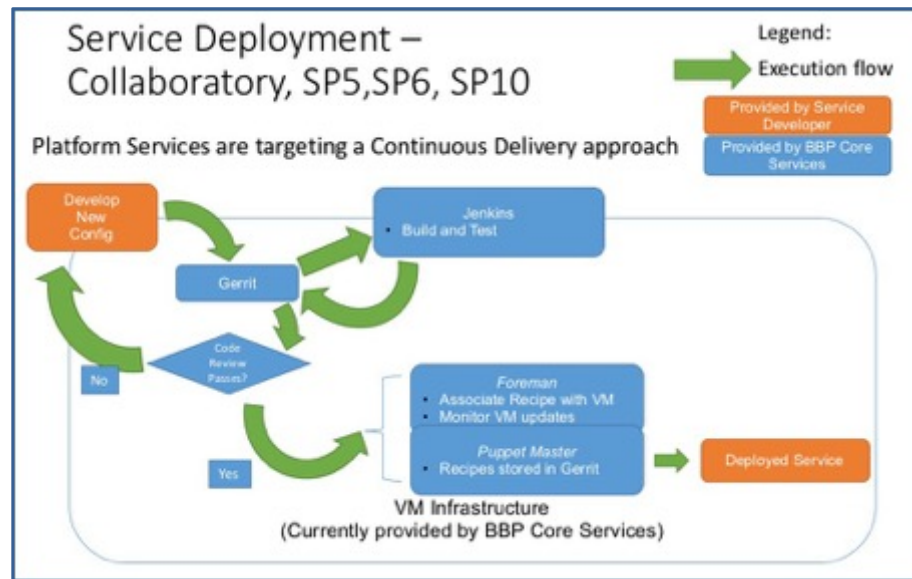 Service Deployment –
Collaboratory, SP5,SP6, SP10
Legend:
Execution flow
Provided by Service
Developer
Provided by BBP Core
Services
Platform Services are targeting a Continuous Delivery approach
Develop
New
Config
Jenkins
• Build and Test
Gerrit
Code
Review
Passes?
No
Yes
Foreman
• Associate Recipe with VM
• Monitor VM updates
Puppet Master
• Recipes stored in Gerrit
Deployed Service
VM Infrastructure
(Currently provided by BBP Core Services)